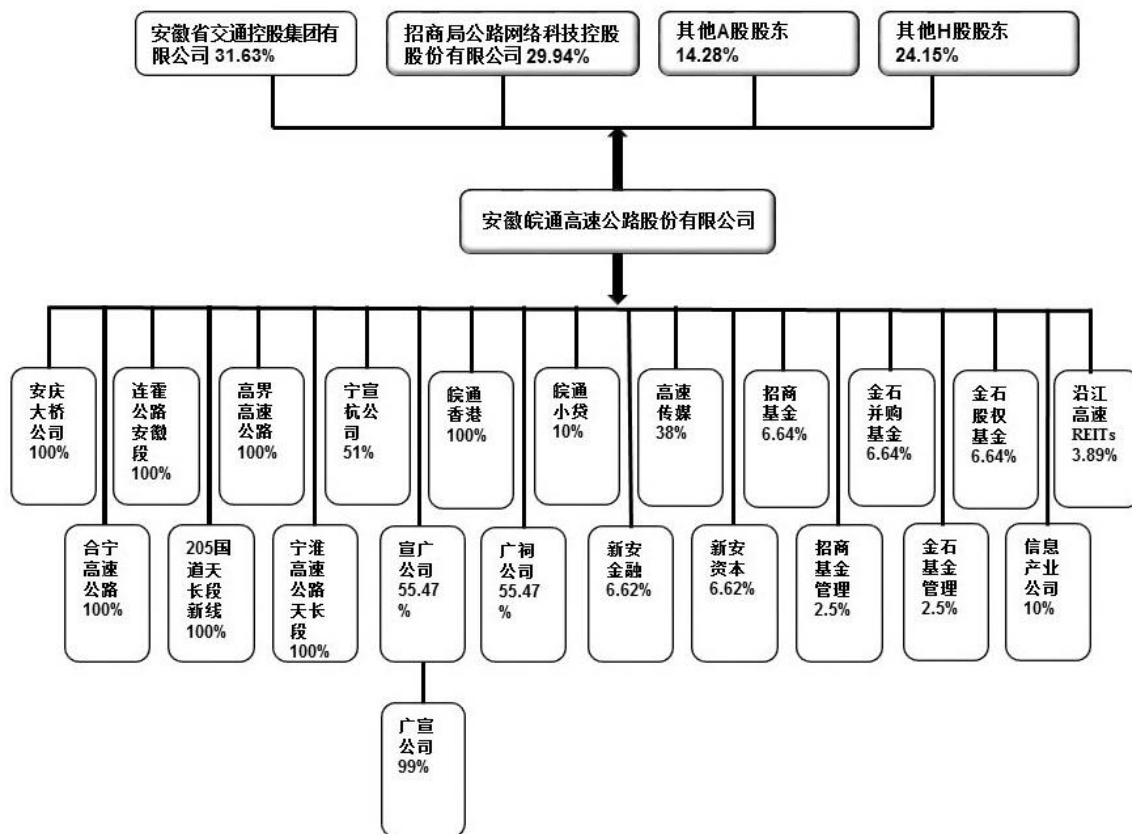 安徽省交通控股集团有
限公司 31.63%
招商局公路网络科技控股
股份有限公司 29.94%
其他A股股东
14.28%
其他H股股东
24.15%
安徽皖通高速公路股份有限公司
安庆
大桥
公司
100%
连霍
公路
安徽
段
100%
高界
高速
公路
100%
宁宣
杭公
司
51%
皖通
香港
100%
皖通
小贷
10%
高速
传媒
38%
招商
基金
6.64%
金石
并购
基金
6.64%
金石
股权
基金
6.64%
沿江
高速
REITs
3.89%
合宁
高速
公路
100%
205国
道天
长段
新线
100%
宁淮
高速
公路
天长
段
100%
宣广
公司
55.47
%
广祠
公司
55.47
%
新安
金融
6.62%
新安
资本
6.62%
招商
基金
管理
2.5%
金石
基金
管理
2.5%
信息
产业
公司
10%
广宣
公司
99%